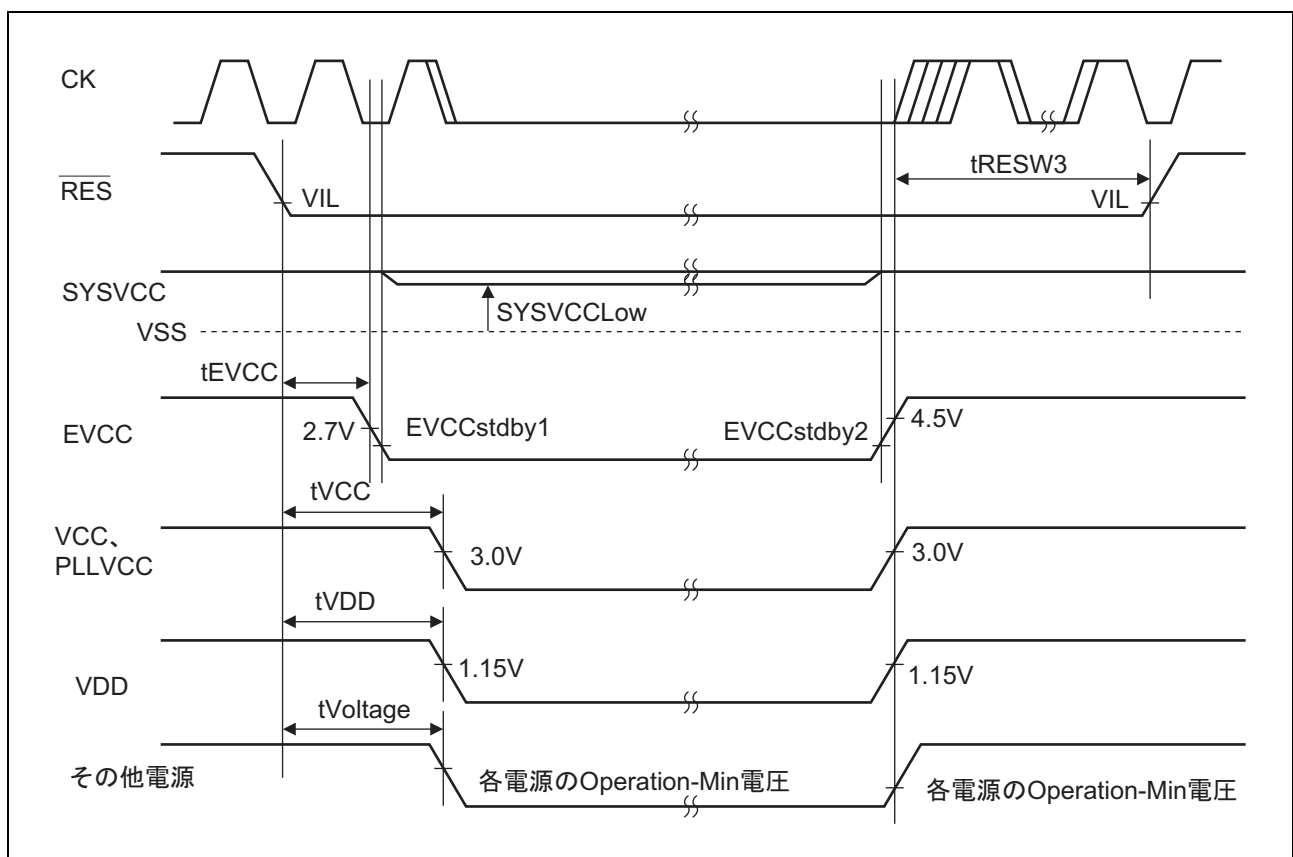 CK
RES
VIL
tRESW3
VIL
SYSVCC
SYSVCCLow
VSS
tEVCC
EVCC
2.7V
EVCCstdby1
EVCCstdby2
4.5V
tVCC
VCC、
PLLVCC
3.0V
3.0V
tVDD
VDD
1.15V
1.15V
tVoltage
その他電源
各電源のOperation-Min電圧
各電源のOperation-Min電圧